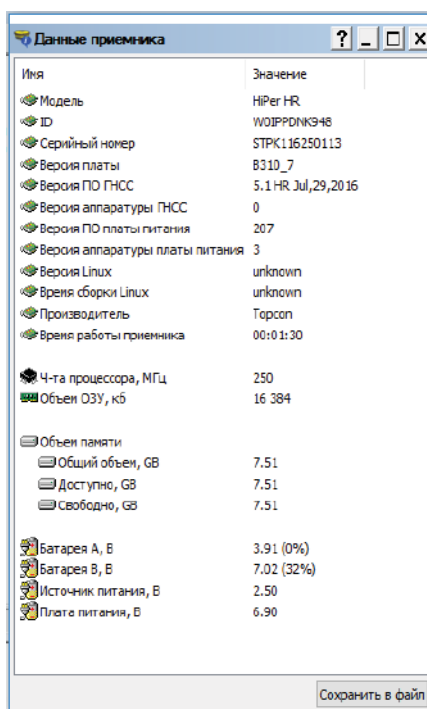 Данные приемника
Имя Значение
Модель HiPer HR
ID W0IPPDNK948
Серийный номер STPK116250113
Версия платы B310_7
Версия ПО ГНСС 5.1 HR Jul,29,2016
Версия аппаратуры ГНСС 0
Версия ПО платы питания 207
Версия аппаратуры платы питания 3
Версия Linux unknown
Время сборки Linux unknown
Производитель Topcon
Время работы приемника 00:01:30
Ч-та процессора, МГц 250
Объем ОЗУ, кб 16 384
Объем памяти
Общий объем, GB 7.51
Доступно, GB 7.51
Свободно, GB 7.51
Батарея A, В 3.91 (0%)
Батарея B, В 7.02 (32%)
Источник питания, В 2.50
Плата питания, В 6.90
Сохранить в файл